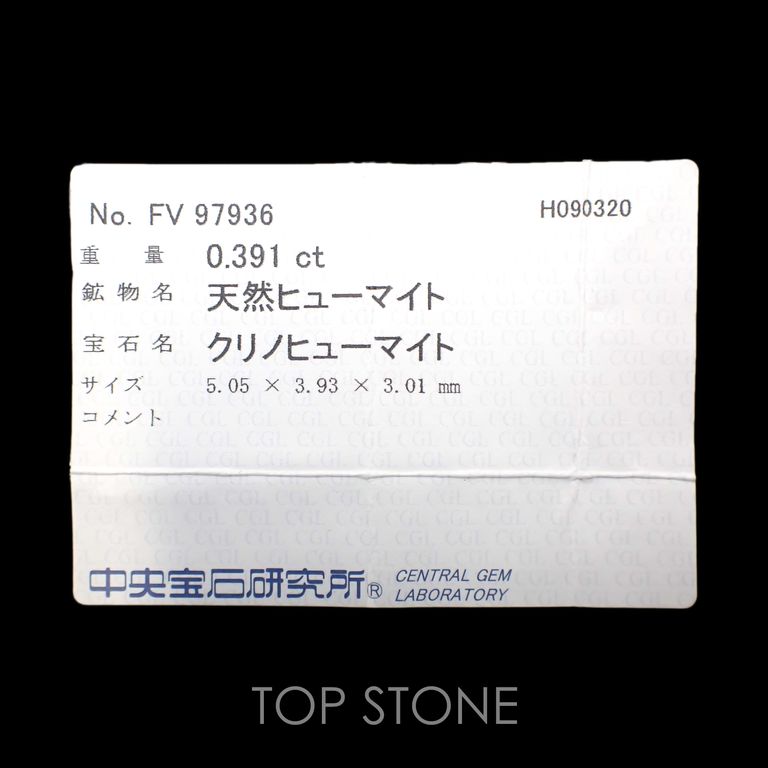 No. FV 97936 H090320
重 量 0.391 ct
鉱 物 名 天然ヒューマイト
宝 石 名 クリノヒューマイト
サイズ 5.05 × 3.93 × 3.01 mm
コメント
中央宝石研究所® CENTRAL GEM
LABORATORY
TOP STONE